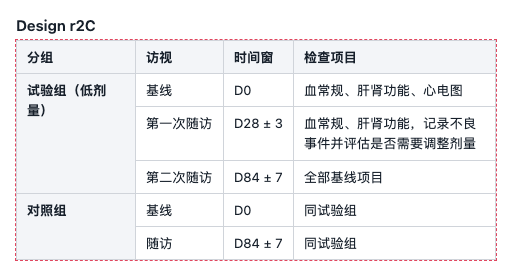 Design r2C
分组 访视 时间窗 检查项目
试验组（低剂 基线 D0 血常规、肝肾功能、心电图
量）
第一次随访 D28 ± 3 血常规、肝肾功能，记录不良
事件并评估是否需要调整剂量
第二次随访 D84 ± 7 全部基线项目
对照组 基线 D0 同试验组
随访 D84 ± 7 同试验组